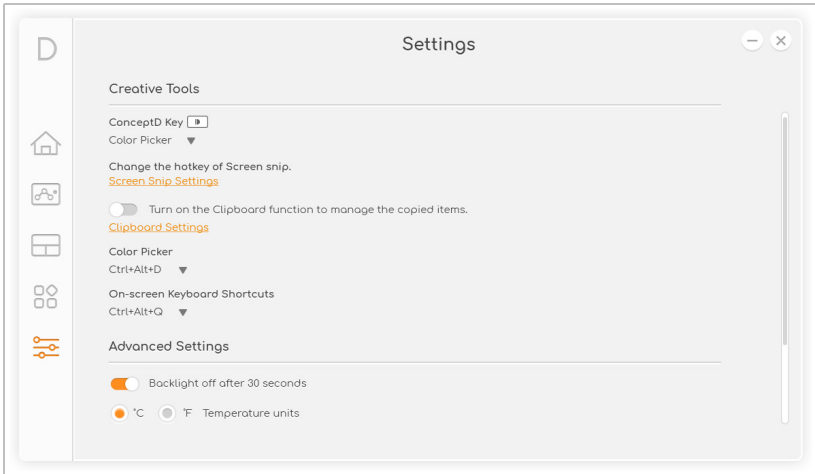 D
Settings
Creative Tools
ConceptD Key
Color Picker
Change the hotkey of Screen snip.
Screen Snip Settings
Turn on the Clipboard function to manage the copied items.
Clipboard Settings
Color Picker
Ctrl+Alt+D
On-screen Keyboard Shortcuts
Ctrl+Alt+Q
Advanced Settings
Backlight off after 30 seconds
°C °F Temperature units